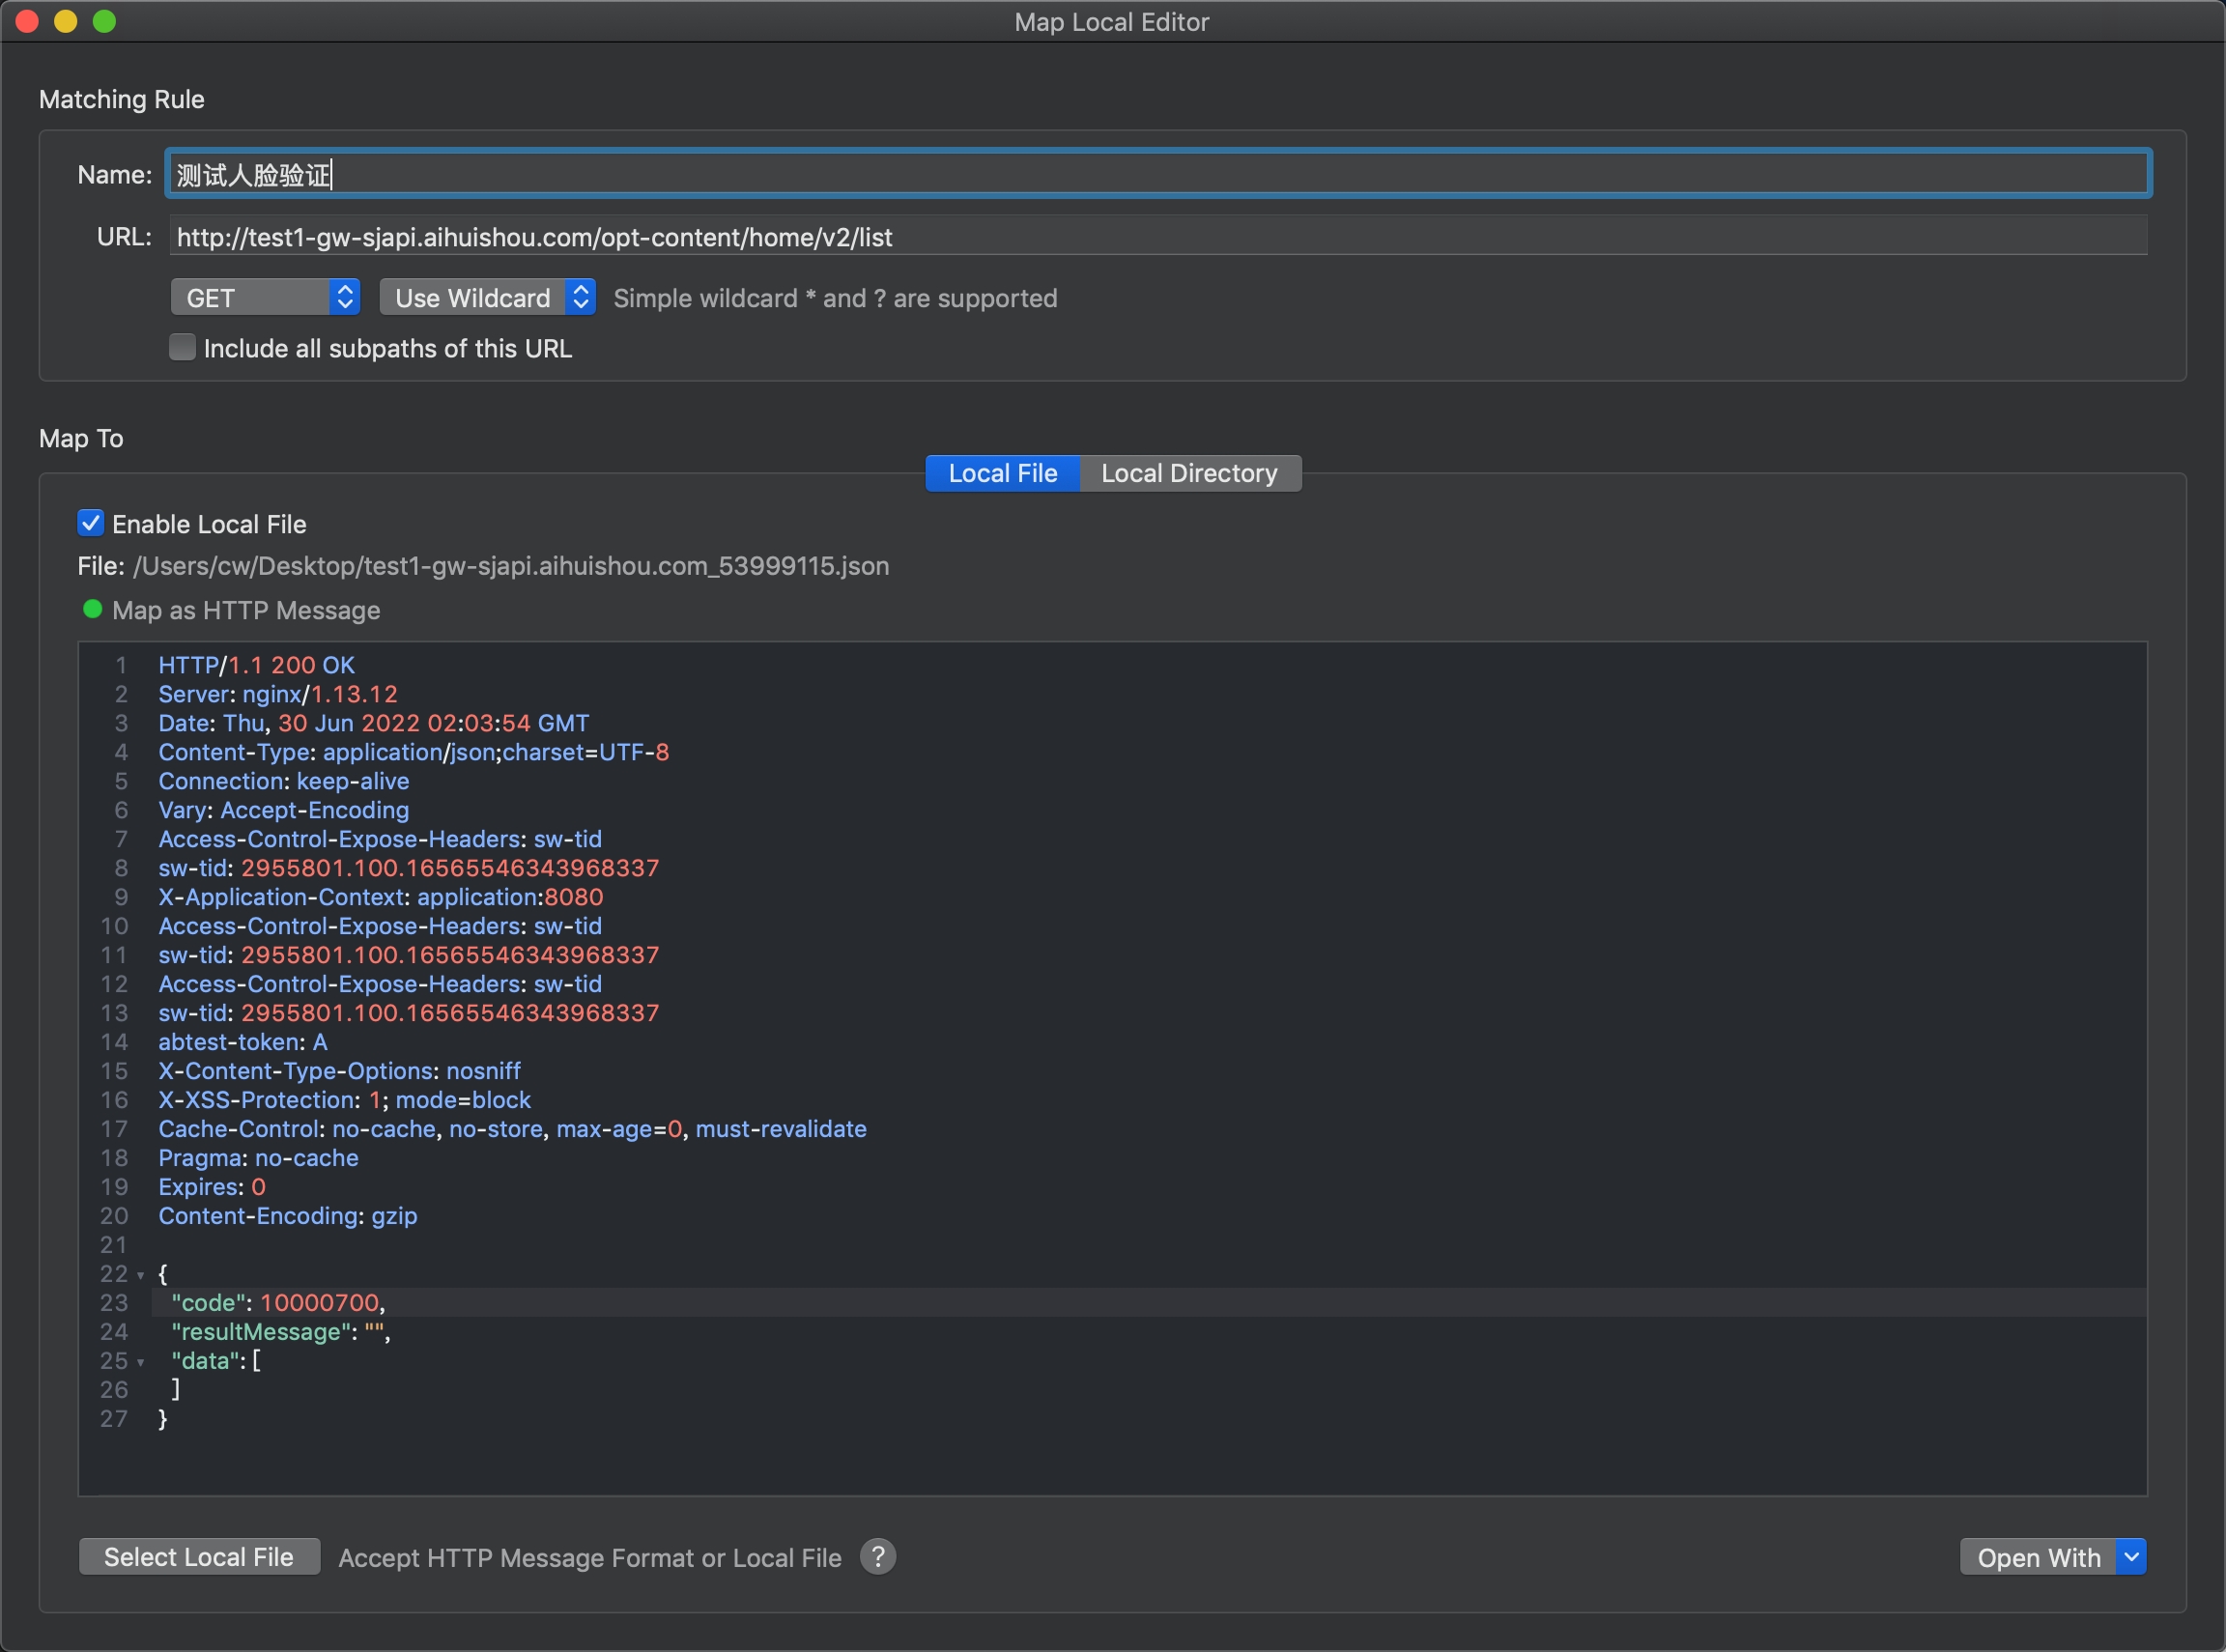 Map Local Editor
Matching Rule
Name: 测试人脸验证
URL: http://test1-gw-sjapi.aihuishou.com/opt-content/home/v2/list
GET Use Wildcard Simple wildcard * and ? are supported
Include all subpaths of this URL
Map To
Local File Local Directory
Enable Local File
File: /Users/cw/Desktop/test1-gw-sjapi.aihuishou.com_53999115.json
Map as HTTP Message
1 HTTP/1.1 200 OK
2 Server: nginx/1.13.12
3 Date: Thu, 30 Jun 2022 02:03:54 GMT
4 Content-Type: application/json;charset=UTF-8
5 Connection: keep-alive
6 Vary: Accept-Encoding
7 Access-Control-Expose-Headers: sw-tid
8 sw-tid: 2955801.100.16565546343968337
9 X-Application-Context: application:8080
10 Access-Control-Expose-Headers: sw-tid
11 sw-tid: 2955801.100.16565546343968337
12 Access-Control-Expose-Headers: sw-tid
13 sw-tid: 2955801.100.16565546343968337
14 abtest-token: A
15 X-Content-Type-Options: nosniff
16 X-XSS-Protection: 1; mode=block
17 Cache-Control: no-cache, no-store, max-age=0, must-revalidate
18 Pragma: no-cache
19 Expires: 0
20 Content-Encoding: gzip
21
22 {
23 "code": 10000700,
24 "resultMessage": "",
25 "data": [
26 ]
27 }
Select Local File Accept HTTP Message Format or Local File ? Open With